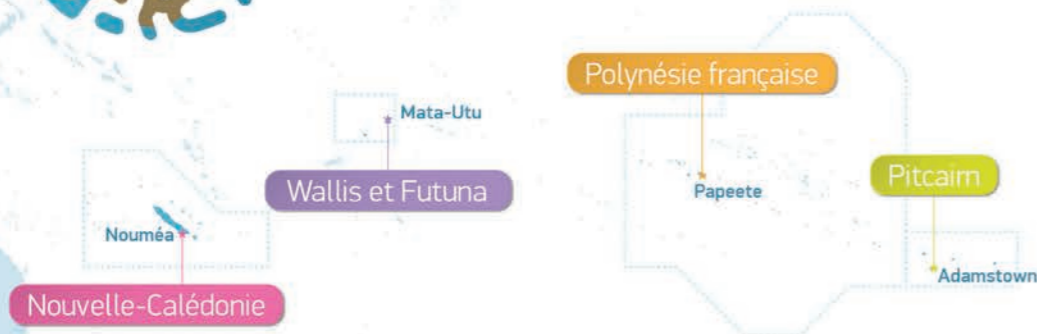 Polynésie française
Mata-Utu
Wallis et Futuna
Papeete
Pitcairn
Nouméa
Adamstown
Nouvelle-Calédonie